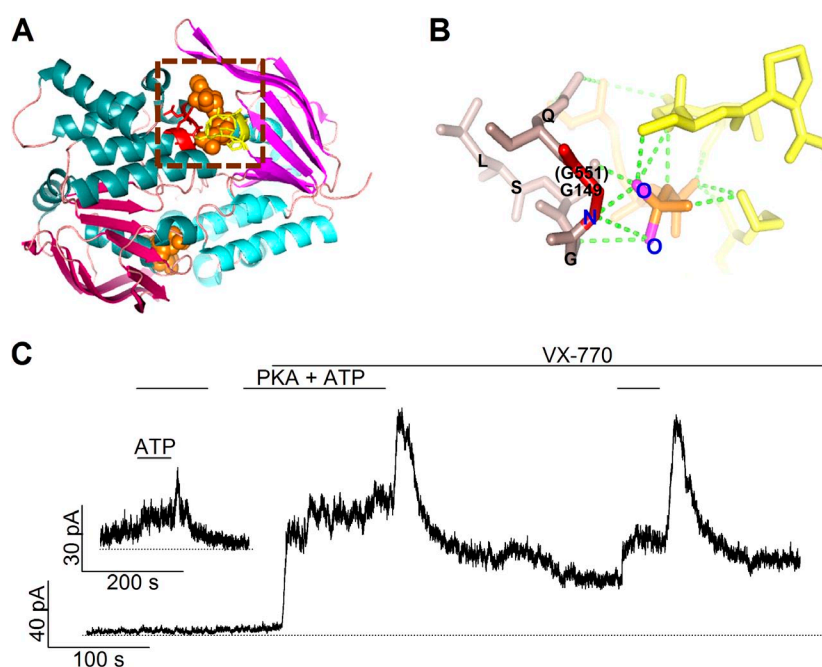 A
B
Q
L
(G551)
S
G149
O
N
G
O
C
VX-770
PKA + ATP
ATP
30 pA
200 s
40 pA
100 s